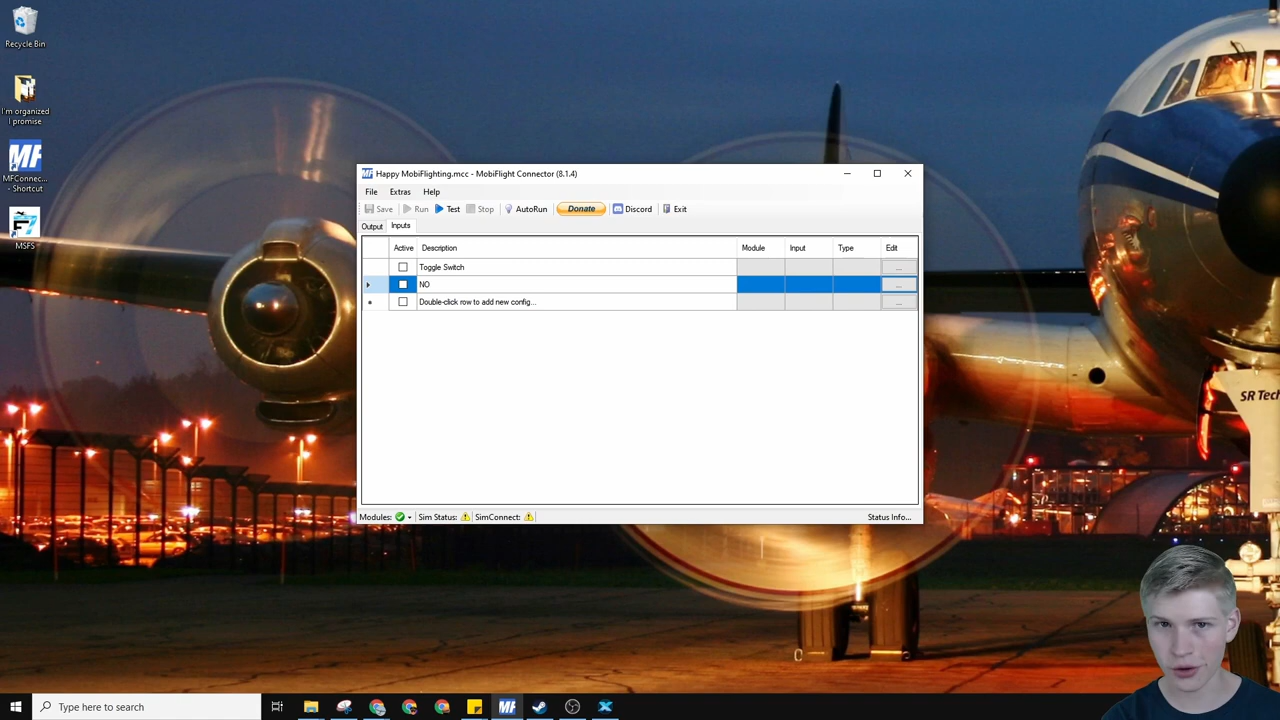 Recycle Bin
I'm organized
I promise
MFConnec...
- Shortcut
MSFS
Happy MobiFlighting.mcc - MobiFlight Connector (8.1.4)
File Extras Help
Save Run Test Stop AutoRun Donate Discord Exit
Output Inputs
Active Description Module Input Type Edit
Toggle Switch ...
NO ...
Double-click row to add new config... ...
Modules: Sim Status: SimConnect: Status Info...
SR Tech
Type here to search
MF